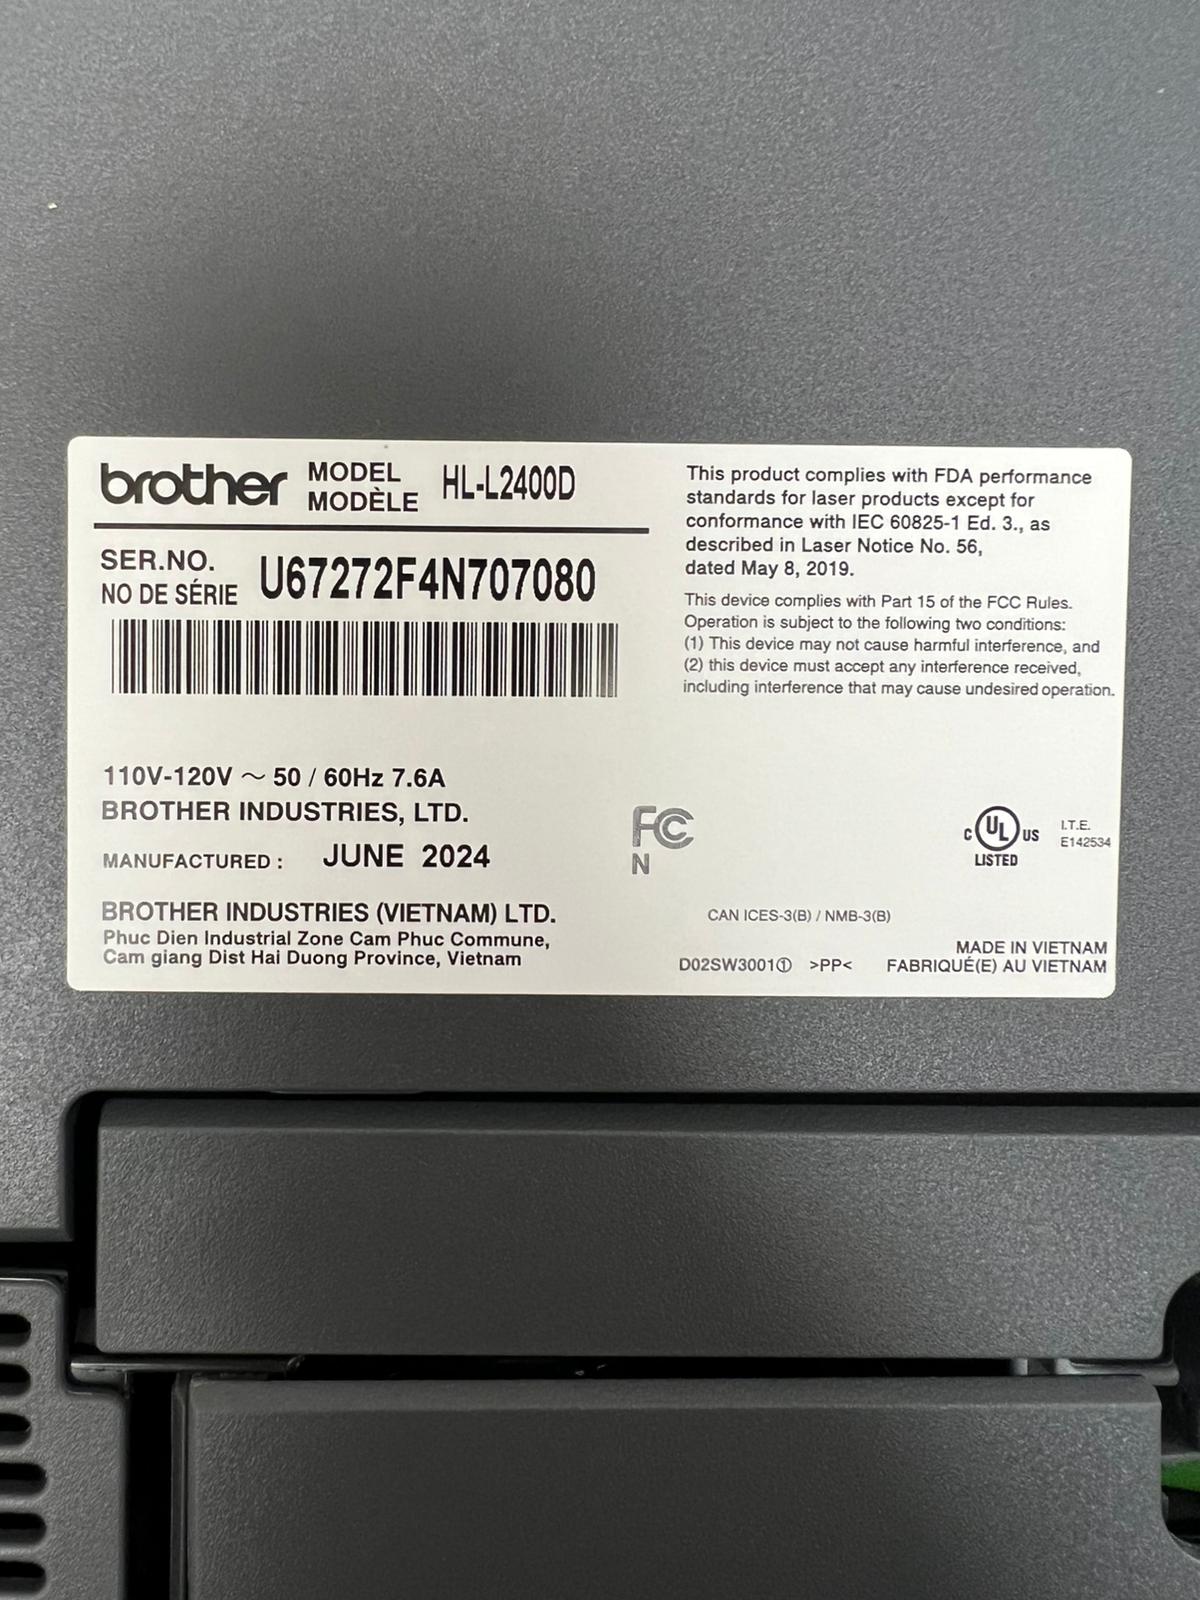 brother MODEL HL-L2400D
MODÈLE
SER.NO. U67272F4N707080
NO DE SÉRIE
110V-120V ～ 50 / 60Hz 7.6A
BROTHER INDUSTRIES, LTD.
MANUFACTURED : JUNE 2024
BROTHER INDUSTRIES (VIETNAM) LTD.
Phuc Dien Industrial Zone Cam Phuc Commune,
Cam giang Dist Hai Duong Province, Vietnam
This product complies with FDA performance
standards for laser products except for
conformance with IEC 60825-1 Ed. 3., as
described in Laser Notice No. 56,
dated May 8, 2019.
This device complies with Part 15 of the FCC Rules.
Operation is subject to the following two conditions:
(1) This device may not cause harmful interference, and
(2) this device must accept any interference received,
including interference that may cause undesired operation.
FC
N
C UL US
LISTED
I.T.E.
E142534
CAN ICES-3(B) / NMB-3(B)
MADE IN VIETNAM
D02SW3001① >PP< FABRIQUÉ(E) AU VIETNAM